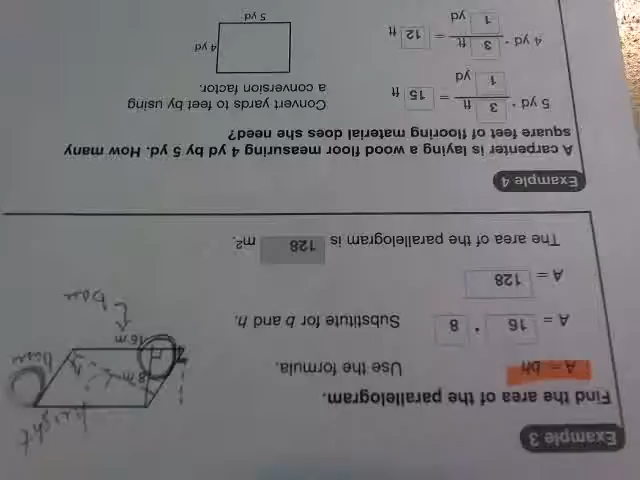 Example 3
Find the area of the parallelogram.
A = bh Use the formula.
A = 16 · 8 Substitute for b and h.
A = 128
The area of the parallelogram is 128 m².
height
8 m
16 m
base
base
Example 4
A carpenter is laying a wood floor measuring 4 yd by 5 yd. How many
square feet of flooring material does she need?
Convert yards to feet by using
a conversion factor.
5 yd · 3 ft / 1 yd = 15 ft
4 yd · 3 ft / 1 yd = 12 ft
4 yd
5 yd